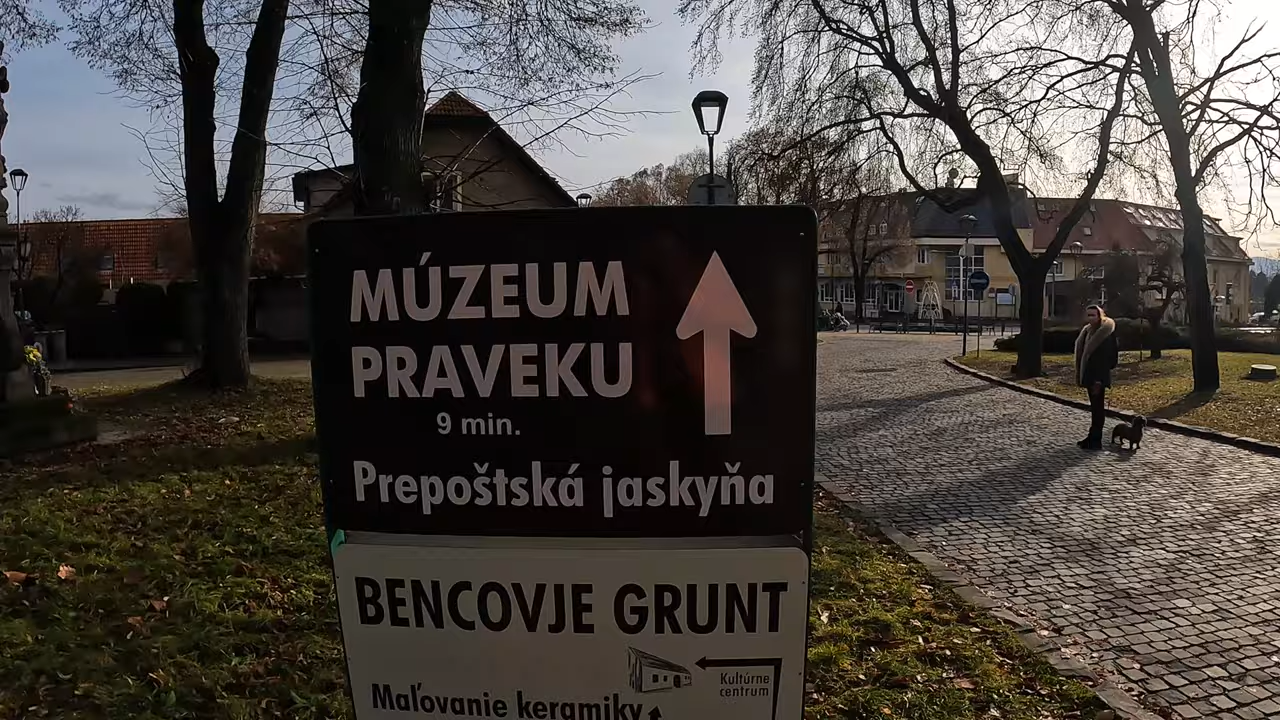 MÚZEUM
PRAVEKU
9 min.
Prepoštská jaskyňa
BENCOVJE GRUNT
Kultúrne
centrum
Maľovanie keramiky